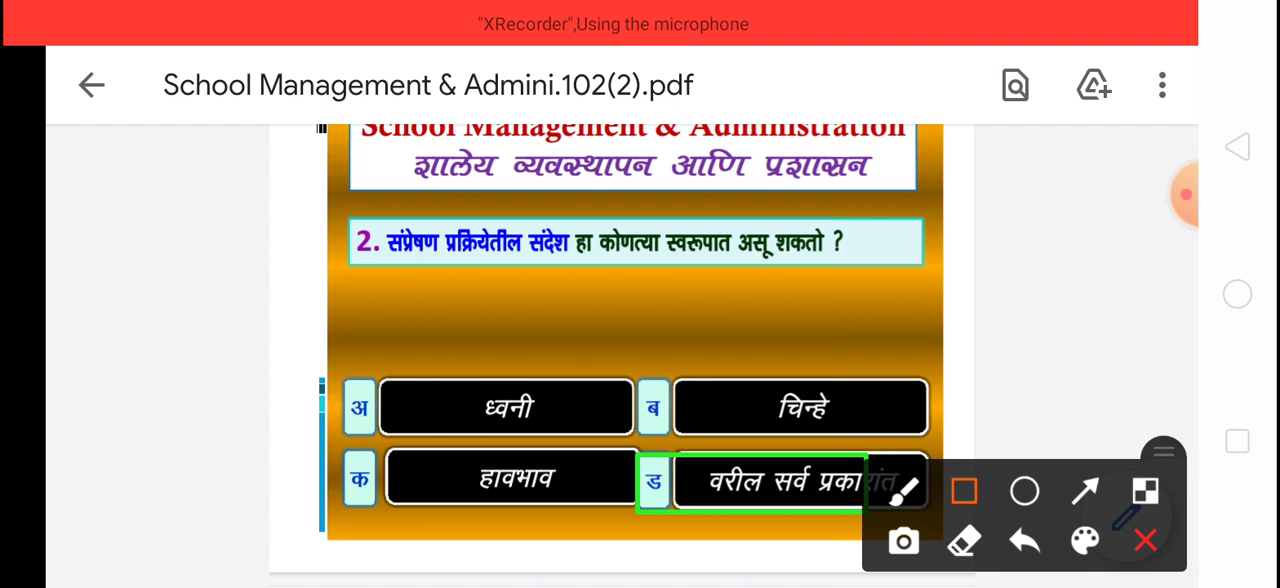 "XRecorder",Using the microphone
School Management & Admini.102(2).pdf
School Management & Administration
शालेय व्यवस्थापन आणि प्रशासन
2. संप्रेषण प्रक्रियेतील संदेश हा कोणत्या स्वरूपात असू शकतो ?
अ ध्वनी ब चिन्हे
क हावभाव ड वरील सर्व प्रकारांत